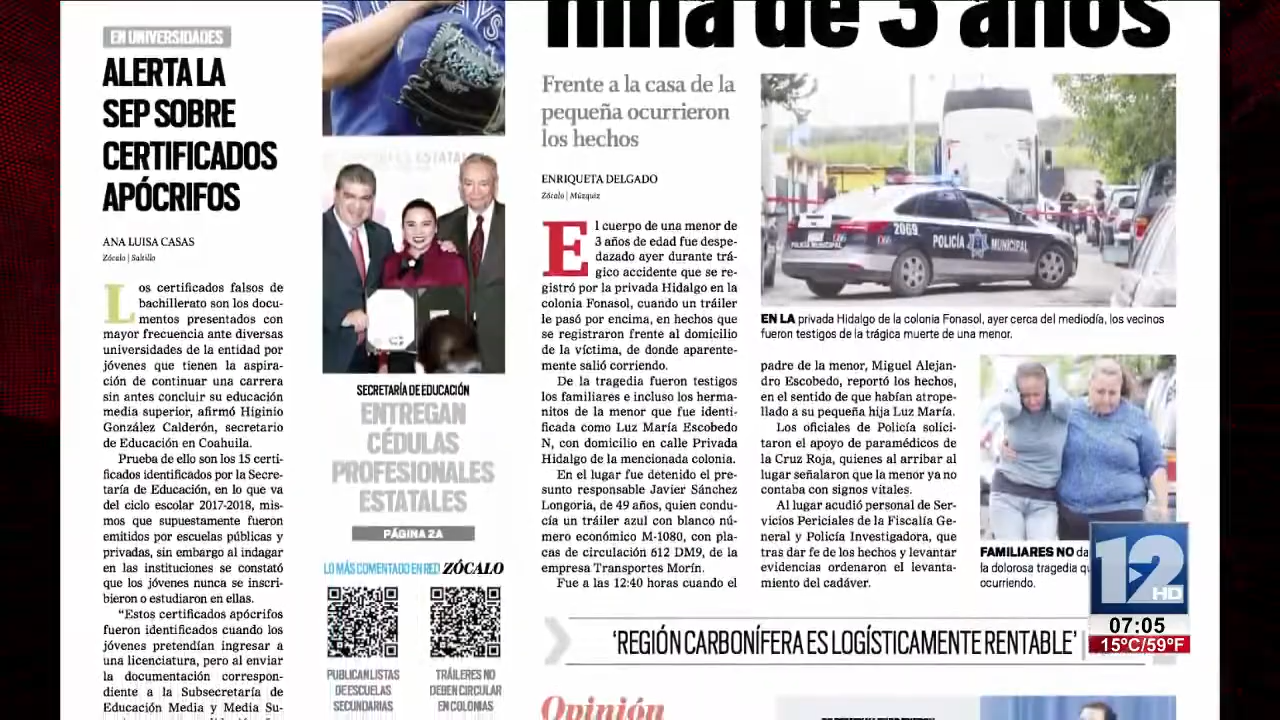 EN UNIVERSIDADES
ALERTA LA
SEP SOBRE
CERTIFICADOS
APÓCRIFOS
ANA LUISA CASAS
Zócalo | Saltillo
Los certificados falsos de
bachillerato son los docu-
mentos presentados con
mayor frecuencia ante diversas
universidades de la entidad por
jóvenes que tienen la aspira-
ción de continuar una carrera
sin antes concluir su educación
media superior, afirmó Higinio
González Calderón, secretario
de Educación en Coahuila.
Prueba de ello son los 15 certi-
ficados identificados por la Secre-
taría de Educación, en lo que va
del ciclo escolar 2017-2018, mis-
mos que supuestamente fueron
emitidos por escuelas públicas y
privadas, sin embargo al indagar
en las instituciones se constató
que los jóvenes nunca se inscri-
bieron o estudiaron en ellas.
"Estos certificados apócrifos
fueron identificados cuando los
jóvenes pretendían ingresar a
una licenciatura, pero al enviar
la documentación correspon-
diente a la Subsecretaría de
Educación Media y Media Su-
SECRETARÍA DE EDUCACIÓN
ENTREGAN
CÉDULAS
PROFESIONALES
ESTATALES
PÁGINA 2A
LO MÁS COMENTADO EN RED ZÓCALO
PUBLICAN LISTAS
DE ESCUELAS
SECUNDARIAS
TRÁILERES NO
DEBEN CIRCULAR
EN COLONIAS
niña de 3 años
Frente a la casa de la
pequeña ocurrieron
los hechos
ENRIQUETA DELGADO
Zócalo | Múzquiz
El cuerpo de una menor de
3 años de edad fue despe-
dazado ayer durante trá-
gico accidente que se re-
gistró por la privada Hidalgo en la
colonia Fonasol, cuando un tráiler
le pasó por encima, en hechos que
se registraron frente al domicilio
de la víctima, de donde aparente-
mente salió corriendo.
De la tragedia fueron testigos
los familiares e incluso los herma-
nitos de la menor que fue identi-
ficada como Luz María Escobedo
N, con domicilio en calle Privada
Hidalgo de la mencionada colonia.
En el lugar fue detenido el pre-
sunto responsable Javier Sánchez
Longoria, de 49 años, quien condu-
cía un tráiler azul con blanco nú-
mero económico M-1080, con pla-
cas de circulación 612 DM9, de la
empresa Transportes Morín.
Fue a las 12:40 horas cuando el
2069
POLICÍA MUNICIPAL
POLICÍA MUNICIPAL
EN LA privada Hidalgo de la colonia Fonasol, ayer cerca del mediodía, los vecinos
fueron testigos de la trágica muerte de una menor.
padre de la menor, Miguel Alejan-
dro Escobedo, reportó los hechos,
en el sentido de que habían atrope-
llado a su pequeña hija Luz María.
Los oficiales de Policía solici-
taron el apoyo de paramédicos de
la Cruz Roja, quienes al arribar al
lugar señalaron que la menor ya no
contaba con signos vitales.
Al lugar acudió personal de Ser-
vicios Periciales de la Fiscalía Ge-
neral y Policía Investigadora, que
tras dar fe de los hechos y levantar
evidencias ordenaron el levanta-
miento del cadáver.
FAMILIARES NO da
la dolorosa tragedia qu
ocurriendo.
'REGIÓN CARBONÍFERA ES LOGÍSTICAMENTE RENTABLE'
Opinión
12
HD
07:05
15°C/59°F